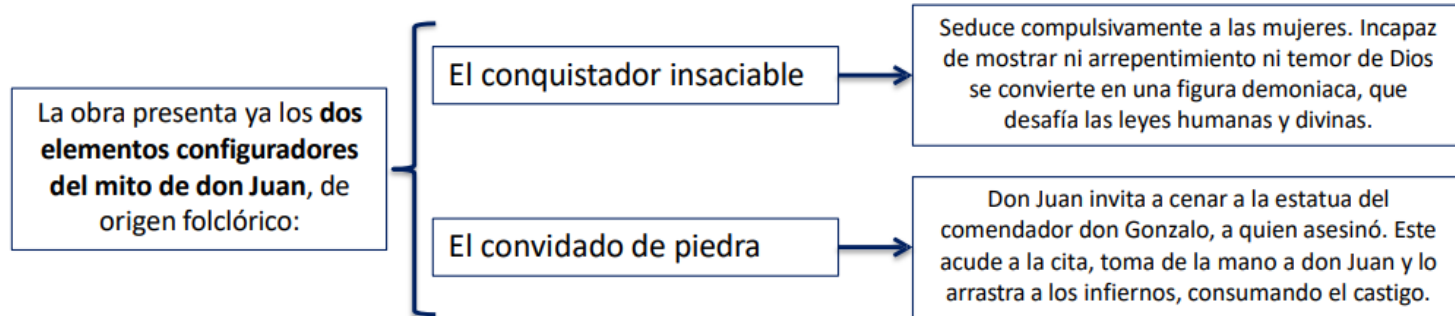 La obra presenta ya los dos
elementos configuradores
del mito de don Juan, de
origen folclórico:
El conquistador insaciable
Seduce compulsivamente a las mujeres. Incapaz
de mostrar ni arrepentimiento ni temor de Dios
se convierte en una figura demoniaca, que
desafía las leyes humanas y divinas.
El convidado de piedra
Don Juan invita a cenar a la estatua del
comendador don Gonzalo, a quien asesinó. Este
acude a la cita, toma de la mano a don Juan y lo
arrastra a los infiernos, consumando el castigo.